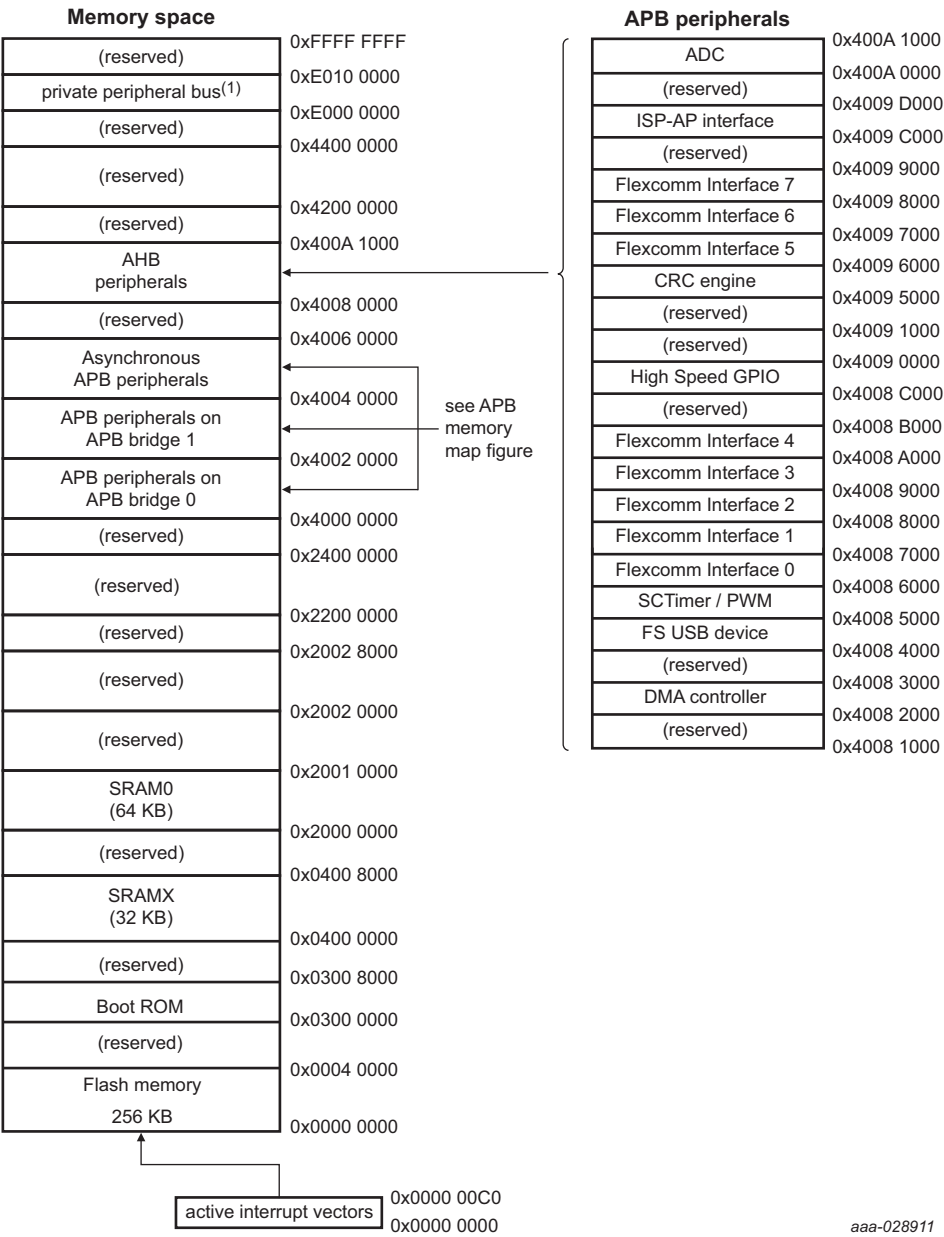 Memory space
(reserved)
0xFFFF FFFF
private peripheral bus(1)
0xE010 0000
(reserved)
0xE000 0000
(reserved)
0x4400 0000
(reserved)
0x4200 0000
AHB
peripherals
0x400A 1000
(reserved)
0x4008 0000
Asynchronous
APB peripherals
0x4006 0000
APB peripherals on
APB bridge 1
0x4004 0000
APB peripherals on
APB bridge 0
0x4002 0000
(reserved)
0x4000 0000
(reserved)
0x2400 0000
(reserved)
0x2200 0000
(reserved)
0x2002 8000
(reserved)
0x2002 0000
SRAM0
(64 KB)
0x2001 0000
(reserved)
0x2000 0000
SRAMX
(32 KB)
0x0400 8000
(reserved)
0x0400 0000
Boot ROM
0x0300 8000
(reserved)
0x0300 0000
Flash memory
256 KB
0x0004 0000
0x0000 0000
active interrupt vectors
0x0000 00C0
0x0000 0000
see APB
memory
map figure
APB peripherals
ADC
0x400A 1000
(reserved)
0x400A 0000
ISP-AP interface
0x4009 D000
(reserved)
0x4009 C000
Flexcomm Interface 7
0x4009 9000
Flexcomm Interface 6
0x4009 8000
Flexcomm Interface 5
0x4009 7000
CRC engine
0x4009 6000
(reserved)
0x4009 5000
(reserved)
0x4009 1000
High Speed GPIO
0x4009 0000
(reserved)
0x4008 C000
Flexcomm Interface 4
0x4008 B000
Flexcomm Interface 3
0x4008 A000
Flexcomm Interface 2
0x4008 9000
Flexcomm Interface 1
0x4008 8000
Flexcomm Interface 0
0x4008 7000
SCTimer / PWM
0x4008 6000
FS USB device
0x4008 5000
(reserved)
0x4008 4000
DMA controller
0x4008 3000
(reserved)
0x4008 2000
0x4008 1000
aaa-028911